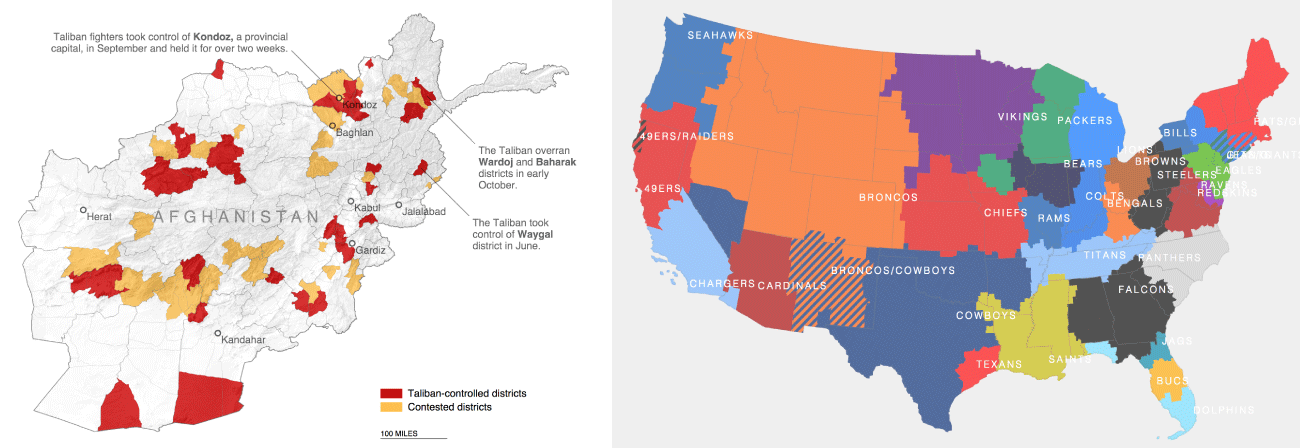 Taliban fighters took control of Kondoz, a provincial
capital, in September and held it for over two weeks.
Kondoz
Baghlan
The Taliban overran
Wardoj and Baharak
districts in early
October.
Herat
AFGHANISTAN
Kabul
Jalalabad
The Taliban took
control of Waygal
district in June.
Gardiz
Kandahar
Taliban-controlled districts
Contested districts
100 MILES
SEAHAWKS
49ERS/RAIDERS
49ERS
VIKINGS
PACKERS
BILLS
LIONS
BROWNS
BEARS
STEELERS
EAGLES
RAVENS
REDSKINS
BRONCOS
CHIEFS
RAMS
COLTS
BENGALS
TITANS
PANTHERS
BRONCOS/COWBOYS
CHARGERS
CARDINALS
FALCONS
COWBOYS
JAGS
TEXANS
SAINTS
BUCS
DOLPHINS